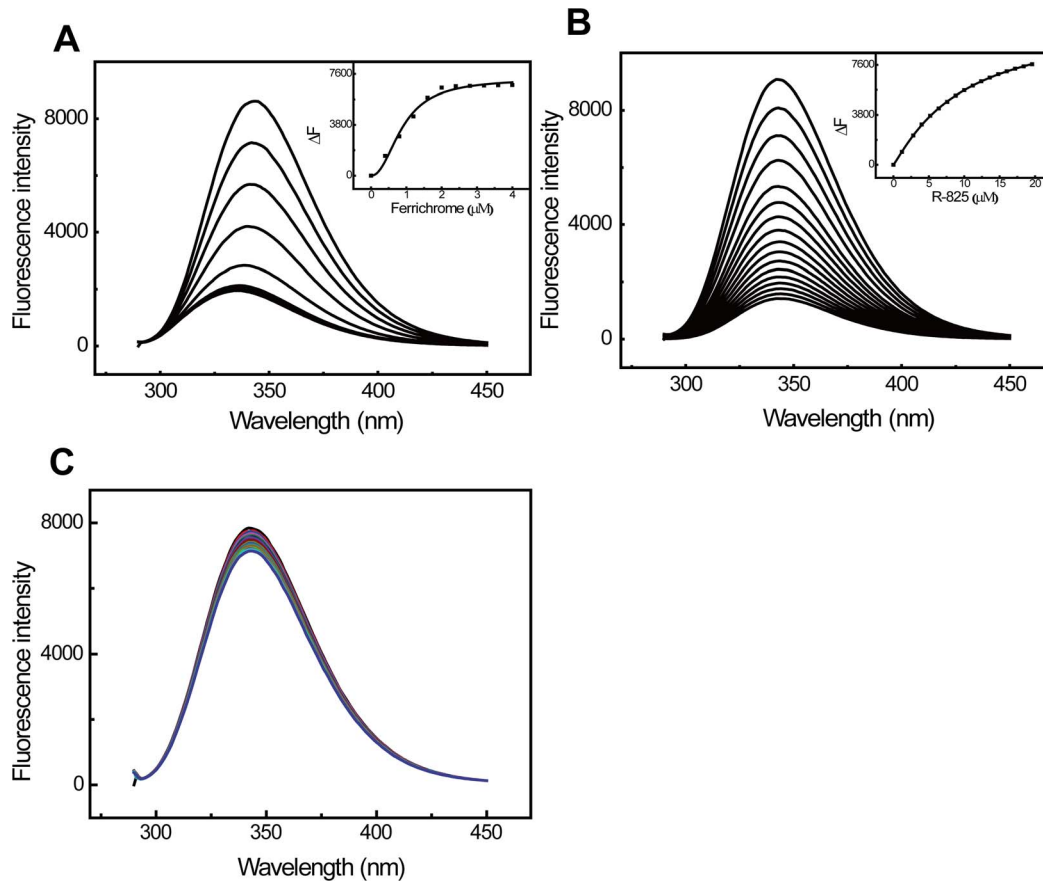 A
Fluorescence intensity
8000
4000
0
300 350 400 450
Wavelength (nm)
ΔF
7600
3800
0
0 1 2 3 4
Ferrichrome (μM)
B
Fluorescence intensity
8000
4000
0
300 350 400 450
Wavelength (nm)
ΔF
7600
3800
0
0 5 10 15 20
R-825 (μM)
C
Fluorescence intensity
8000
4000
0
300 350 400 450
Wavelength (nm)